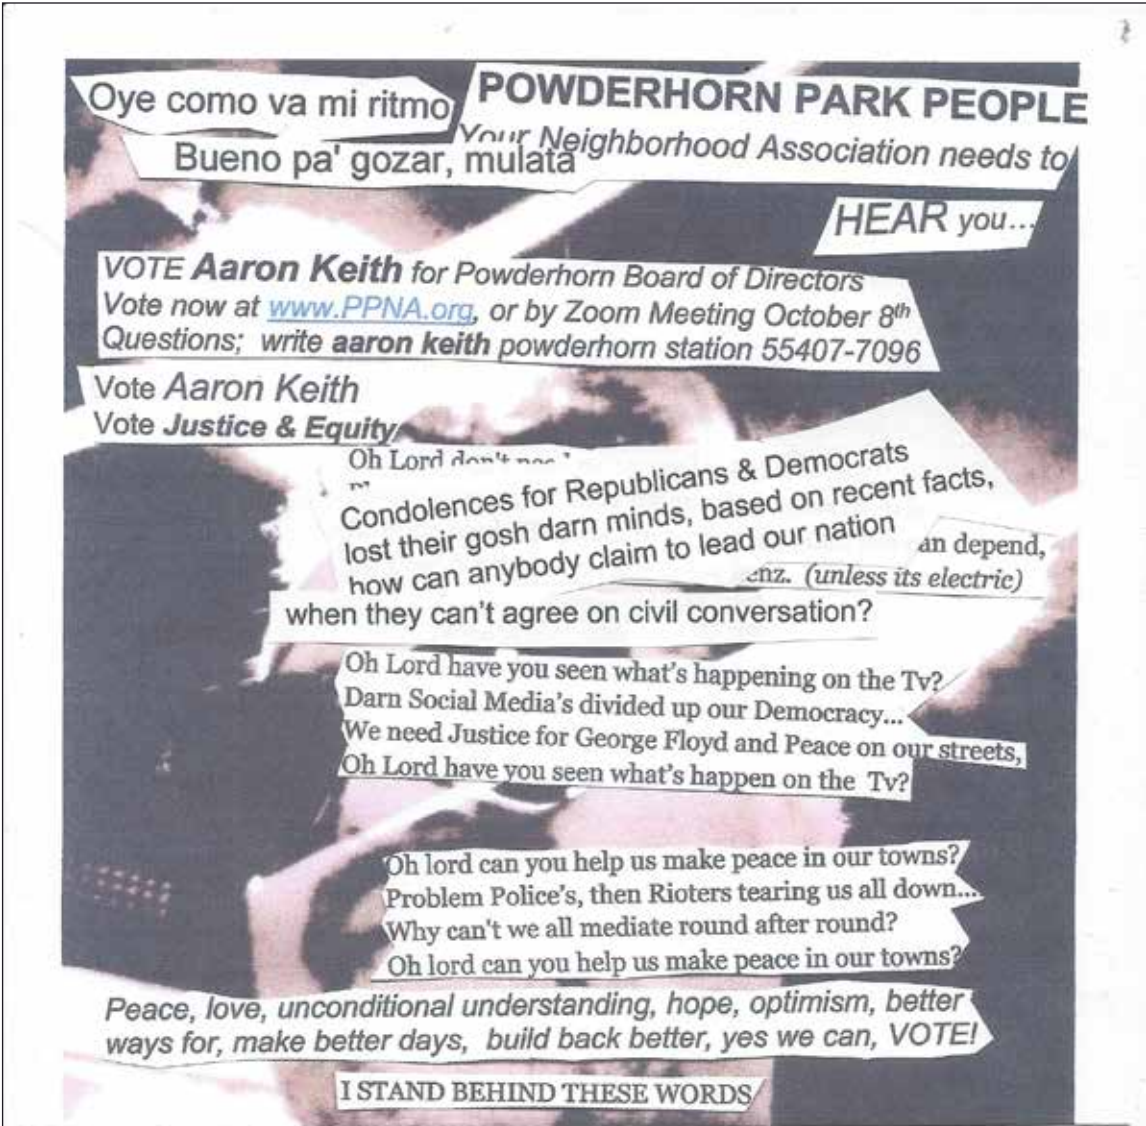 Oye como va mi ritmo
Bueno pa' gozar, mulata
POWDERHORN PARK PEOPLE
Your Neighborhood Association needs to
HEAR you...
VOTE Aaron Keith for Powderhorn Board of Directors
Vote now at www.PPNA.org, or by Zoom Meeting October 8th
Questions; write aaron keith powderhorn station 55407-7096
Vote Aaron Keith
Vote Justice & Equity
Oh Lord don't
Condolences for Republicans & Democrats
lost their gosh darn minds, based on recent facts,
how can anybody claim to lead our nation
an depend,
enz. (unless its electric)
when they can't agree on civil conversation?
Oh Lord have you seen what's happening on the Tv?
Darn Social Media's divided up our Democracy...
We need Justice for George Floyd and Peace on our streets,
Oh Lord have you seen what's happen on the Tv?
Oh lord can you help us make peace in our towns?
Problem Police's, then Rioters tearing us all down....
Why can't we all mediate round after round?
Oh lord can you help us make peace in our towns?
Peace, love, unconditional understanding, hope, optimism, better
ways for, make better days, build back better, yes we can, VOTE!
I STAND BEHIND THESE WORDS